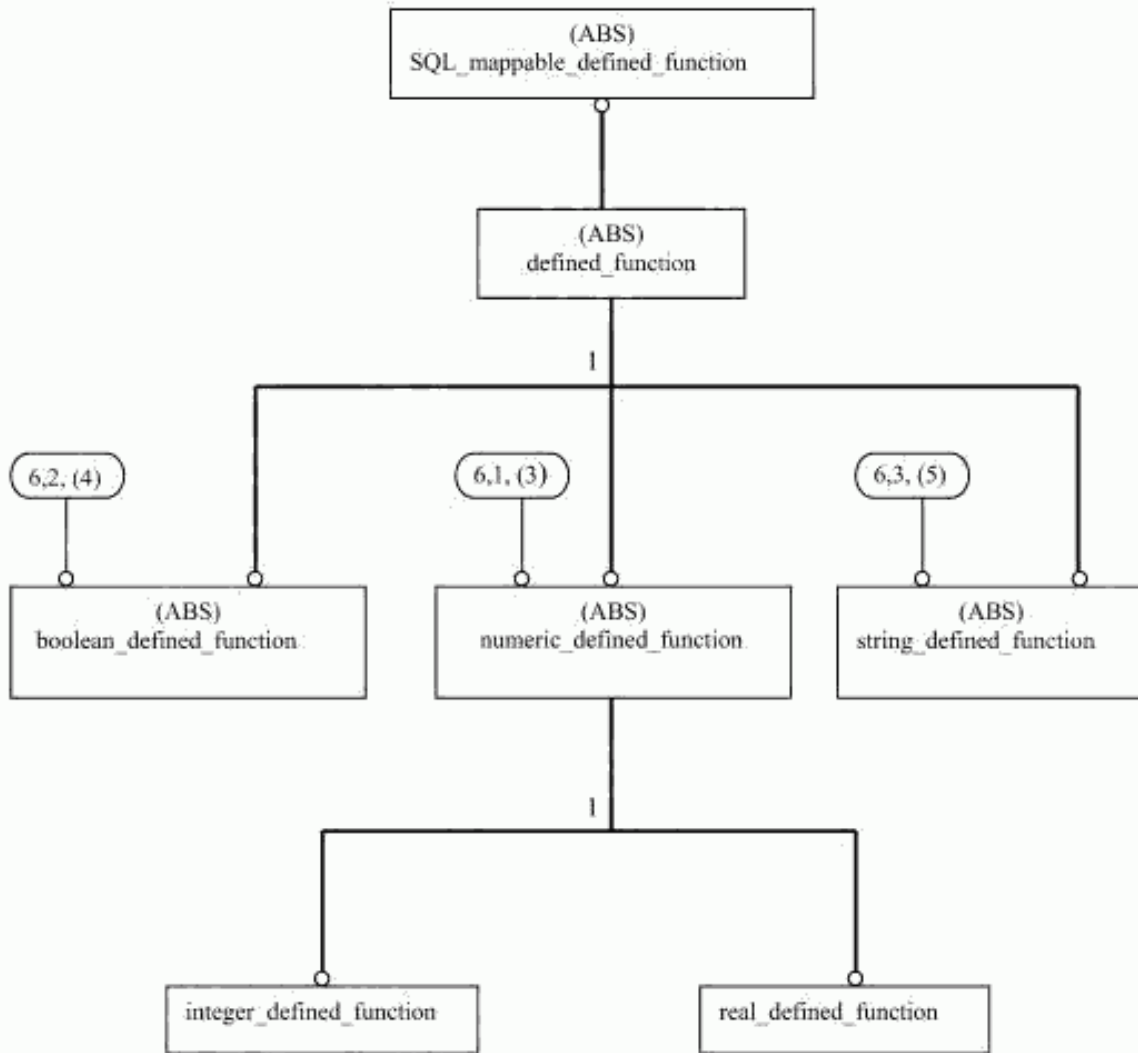 (ABS)
SQL_mappable_defined_function
(ABS)
defined_function
1
6,2, (4)
6,1, (3)
6,3, (5)
(ABS)
boolean_defined_function
(ABS)
numeric_defined_function
(ABS)
string_defined_function
1
integer_defined_function
real_defined_function